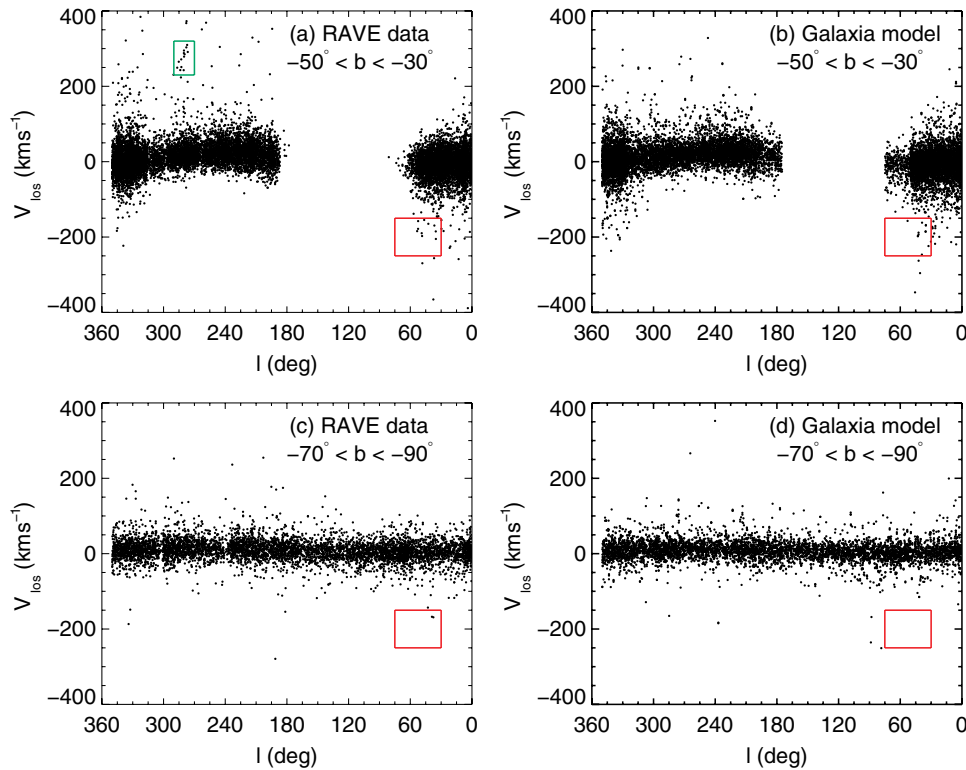 (a) RAVE data
−50° < b < −30°
400
200
0
−200
−400
V los (kms⁻¹)
360 300 240 180 120 60 0
l (deg)
(b) Galaxia model
−50° < b < −30°
400
200
0
−200
−400
V los (kms⁻¹)
360 300 240 180 120 60 0
l (deg)
(c) RAVE data
−70° < b < −90°
400
200
0
−200
−400
V los (kms⁻¹)
360 300 240 180 120 60 0
l (deg)
(d) Galaxia model
−70° < b < −90°
400
200
0
−200
−400
V los (kms⁻¹)
360 300 240 180 120 60 0
l (deg)